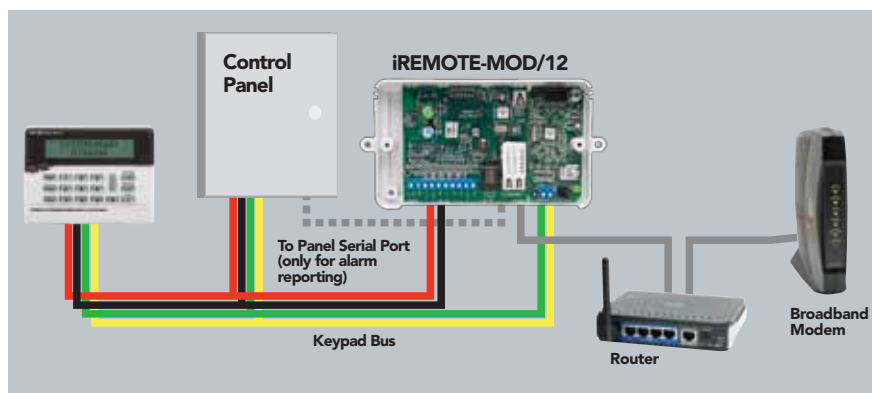 Control
Panel
iREMOTE-MOD/12
To Panel Serial Port
(only for alarm
reporting)
Keypad Bus
Router
Broadband
Modem